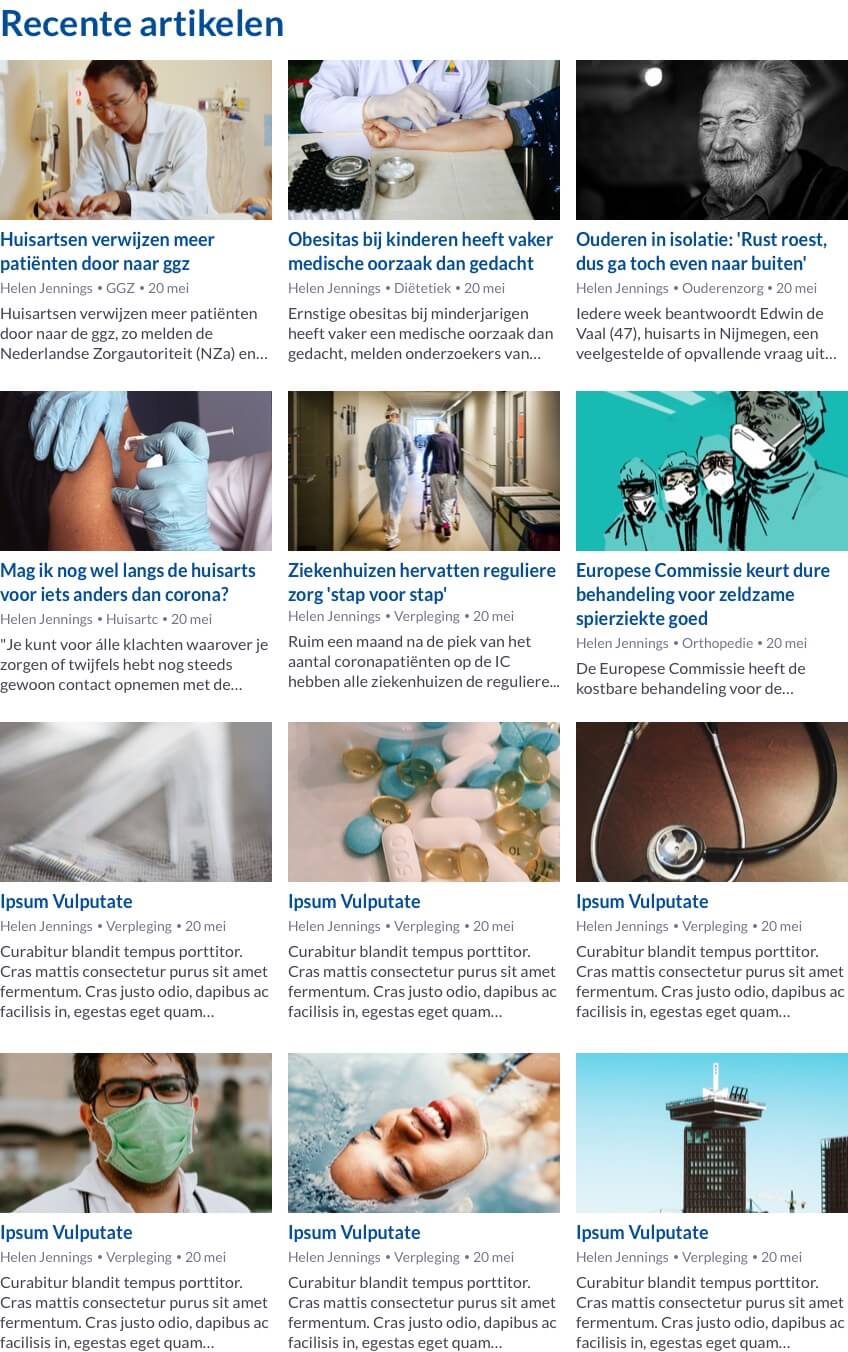 Recente artikelen
Huisartsen verwijzen meer
patiënten door naar ggz
Helen Jennings • GGZ • 20 mei
Huisartsen verwijzen meer patiënten
door naar de ggz, zo melden de
Nederlandse Zorgautoriteit (NZa) en…
Obesitas bij kinderen heeft vaker
medische oorzaak dan gedacht
Helen Jennings • Diëtetiek • 20 mei
Ernstige obesitas bij minderjarigen
heeft vaker een medische oorzaak dan
gedacht, melden onderzoekers van…
Ouderen in isolatie: 'Rust roest,
dus ga toch even naar buiten'
Helen Jennings • Ouderenzorg • 20 mei
Iedere week beantwoordt Edwin de
Vaal (47), huisarts in Nijmegen, een
veelgestelde of opvallende vraag uit…
Mag ik nog wel langs de huisarts
voor iets anders dan corona?
Helen Jennings • Huisartc • 20 mei
"Je kunt voor álle klachten waarover je
zorgen of twijfels hebt nog steeds
gewoon contact opnemen met de…
Ziekenhuizen hervatten reguliere
zorg 'stap voor stap'
Helen Jennings • Verpleging • 20 mei
Ruim een maand na de piek van het
aantal coronapatiënten op de IC
hebben alle ziekenhuizen de reguliere...
Europese Commissie keurt dure
behandeling voor zeldzame
spierziekte goed
Helen Jennings • Orthopedie • 20 mei
De Europese Commissie heeft de
kostbare behandeling voor de…
Helix
Ipsum Vulputate
Helen Jennings • Verpleging • 20 mei
Curabitur blandit tempus porttitor.
Cras mattis consectetur purus sit amet
fermentum. Cras justo odio, dapibus ac
facilisis in, egestas eget quam…
500
10
10
Ipsum Vulputate
Helen Jennings • Verpleging • 20 mei
Curabitur blandit tempus porttitor.
Cras mattis consectetur purus sit amet
fermentum. Cras justo odio, dapibus ac
facilisis in, egestas eget quam…
Ipsum Vulputate
Helen Jennings • Verpleging • 20 mei
Curabitur blandit tempus porttitor.
Cras mattis consectetur purus sit amet
fermentum. Cras justo odio, dapibus ac
facilisis in, egestas eget quam…
Ipsum Vulputate
Helen Jennings • Verpleging • 20 mei
Curabitur blandit tempus porttitor.
Cras mattis consectetur purus sit amet
fermentum. Cras justo odio, dapibus ac
facilisis in, egestas eget quam…
Ipsum Vulputate
Helen Jennings • Verpleging • 20 mei
Curabitur blandit tempus porttitor.
Cras mattis consectetur purus sit amet
fermentum. Cras justo odio, dapibus ac
facilisis in, egestas eget quam…
Ipsum Vulputate
Helen Jennings • Verpleging • 20 mei
Curabitur blandit tempus porttitor.
Cras mattis consectetur purus sit amet
fermentum. Cras justo odio, dapibus ac
facilisis in, egestas eget quam…